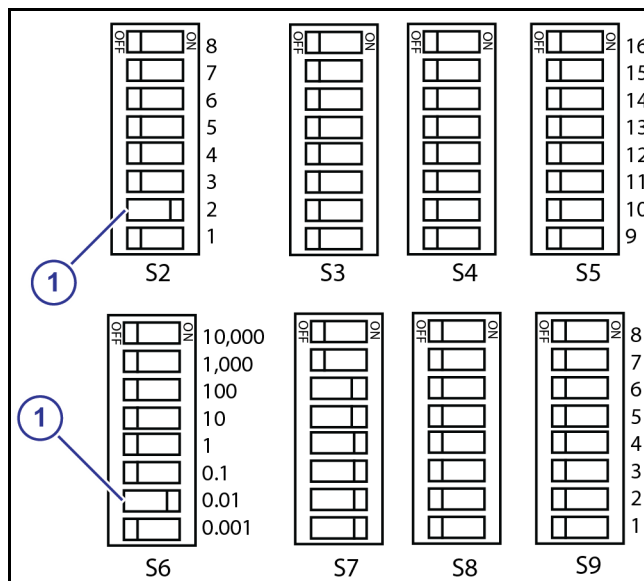 OFF ON 8
7
6
5
4
3
2
1
S2
1
OFF ON
S3
OFF ON
S4
OFF ON 16
15
14
13
12
11
10
9
S5
OFF ON 10,000
1,000
100
10
1
0.1
0.01
0.001
S6
1
OFF ON
S7
OFF ON
S8
OFF ON 8
7
6
5
4
3
2
1
S9